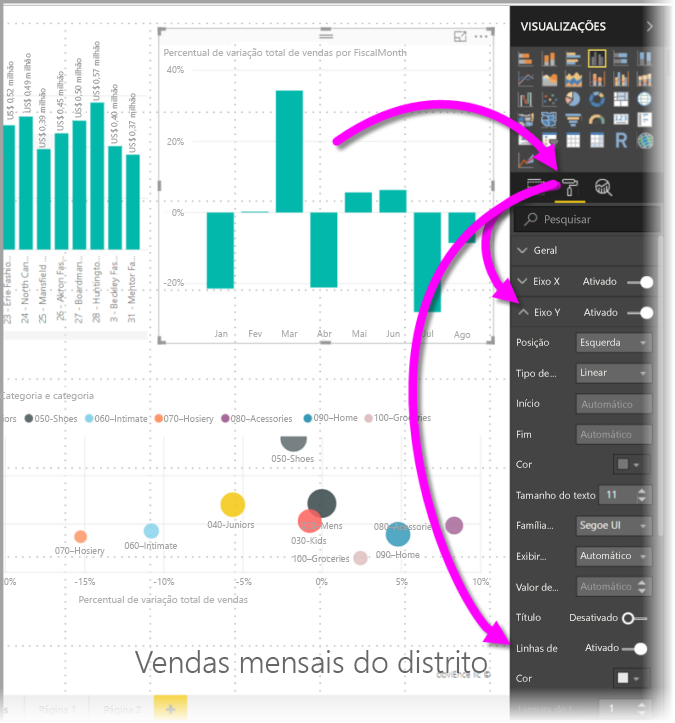 US$ 0,52 milhão
US$ 0,49 milhão
US$ 0,39 milhão
US$ 0,45 milhão
US$ 0,50 milhão
US$ 0,57 milhão
US$ 0,40 milhão
US$ 0,37 milhão
23 - Erie Fashio...
24 - North Can...
25 - Mansfield ...
26 - Akron Fas...
27 - Boardman...
28 - Huntingto...
3 - Beckley Fas...
31 - Mentor Fa...
Percentual de variação total de vendas por FiscalMonth
40%
20%
0%
-20%
Jan Fev Mar Abr Mai Jun Jul Ago
Categoria e categoria
iors 050-Shoes 060–Intimate 070–Hosiery 080–Acessories 090–Home 100–Groceries
050-Shoes
040-Juniors
Mens
030-Kids
080–Acessories
070–Hosiery
060–Intimate
090–Home
100–Groceries
0% -15% -10% -5% 0% 5% 10%
Percentual de variação total de vendas
Vendas mensais do distrito
obviEnce llc ©
s Página 1 Página 2 +
VISUALIZAÇÕES
R
Pesquisar
Geral
Eixo X Ativado
Eixo Y Ativado
Posição Esquerda
Tipo de... Linear
Início Automático
Fim Automático
Cor
Tamanho do texto 11
Família... Segoe UI
Exibir... Automático
Valor de... Automático
Título Desativado
Linhas de Ativado
Cor
1